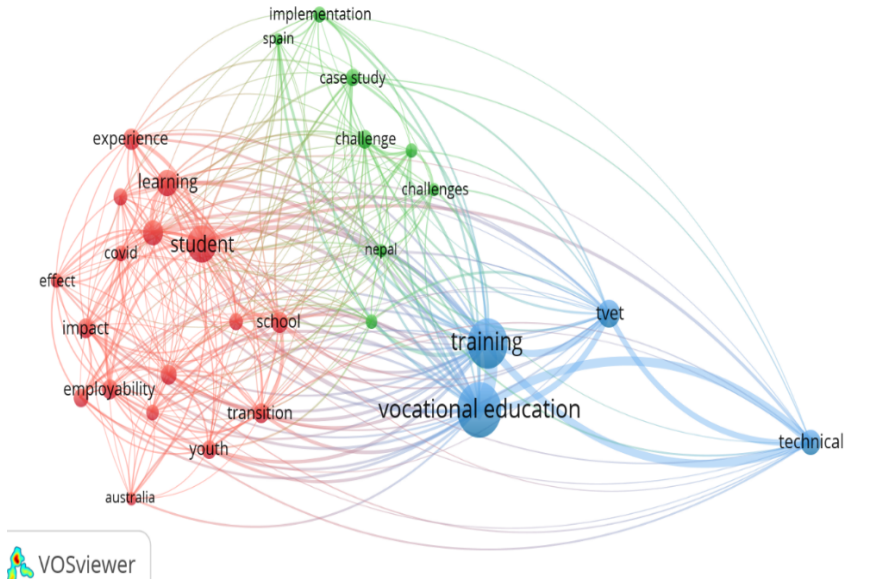 implementation
spain
case study
experience
challenge
learning
challenges
student
covid
nepal
effect
tvet
impact
school
training
employability
vocational education
transition
technical
youth
australia
VOSviewer